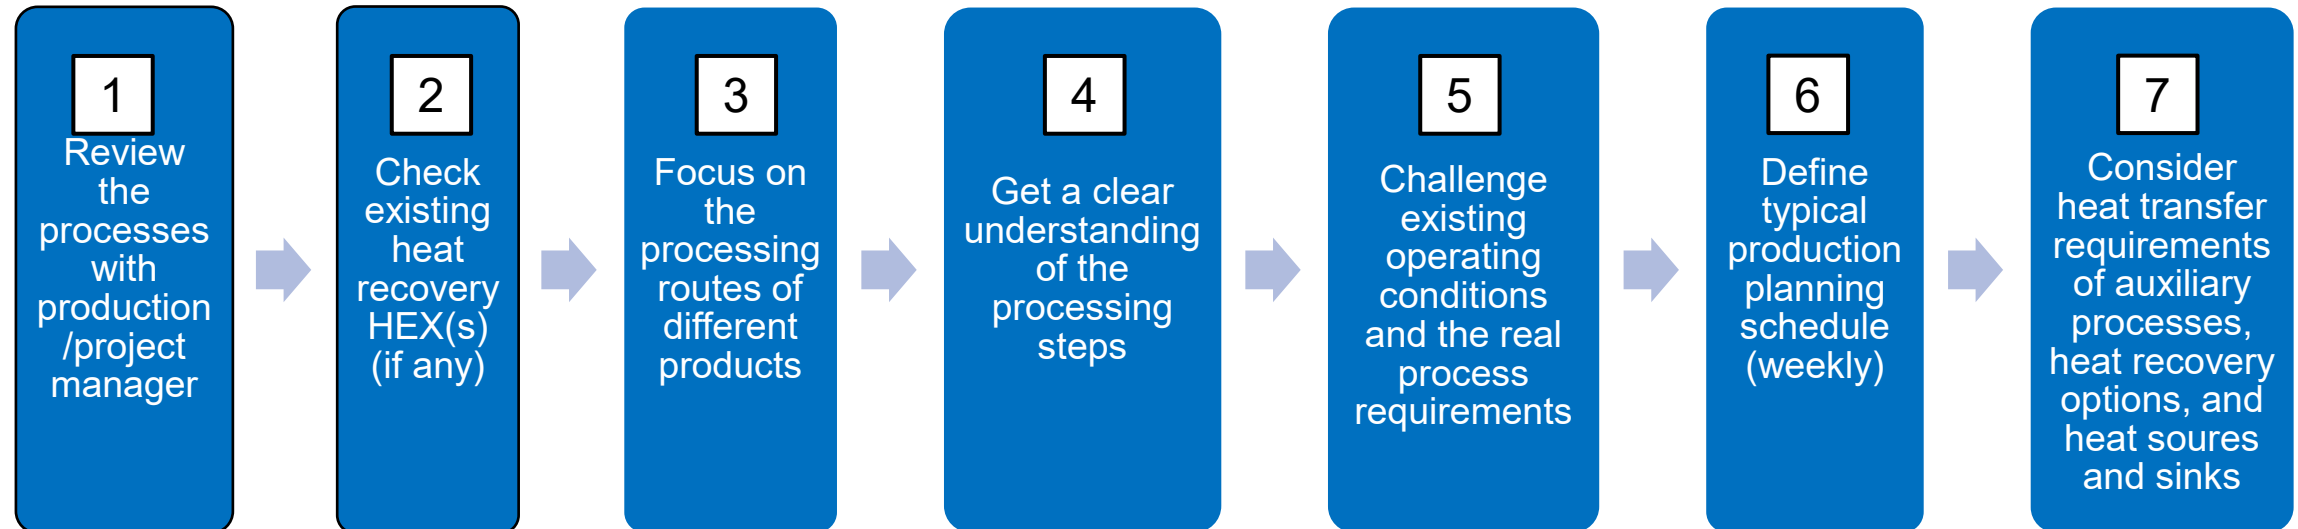 1
Review
the
processes
with
production
/project
manager
2
Check
existing
heat
recovery
HEX(s)
(if any)
3
Focus on
the
processing
routes of
different
products
4
Get a clear
understanding
of the
processing
steps
5
Challenge
existing
operating
conditions
and the real
process
requirements
6
Define
typical
production
planning
schedule
(weekly)
7
Consider
heat transfer
requirements
of auxiliary
processes,
heat recovery
options, and
heat soures
and sinks